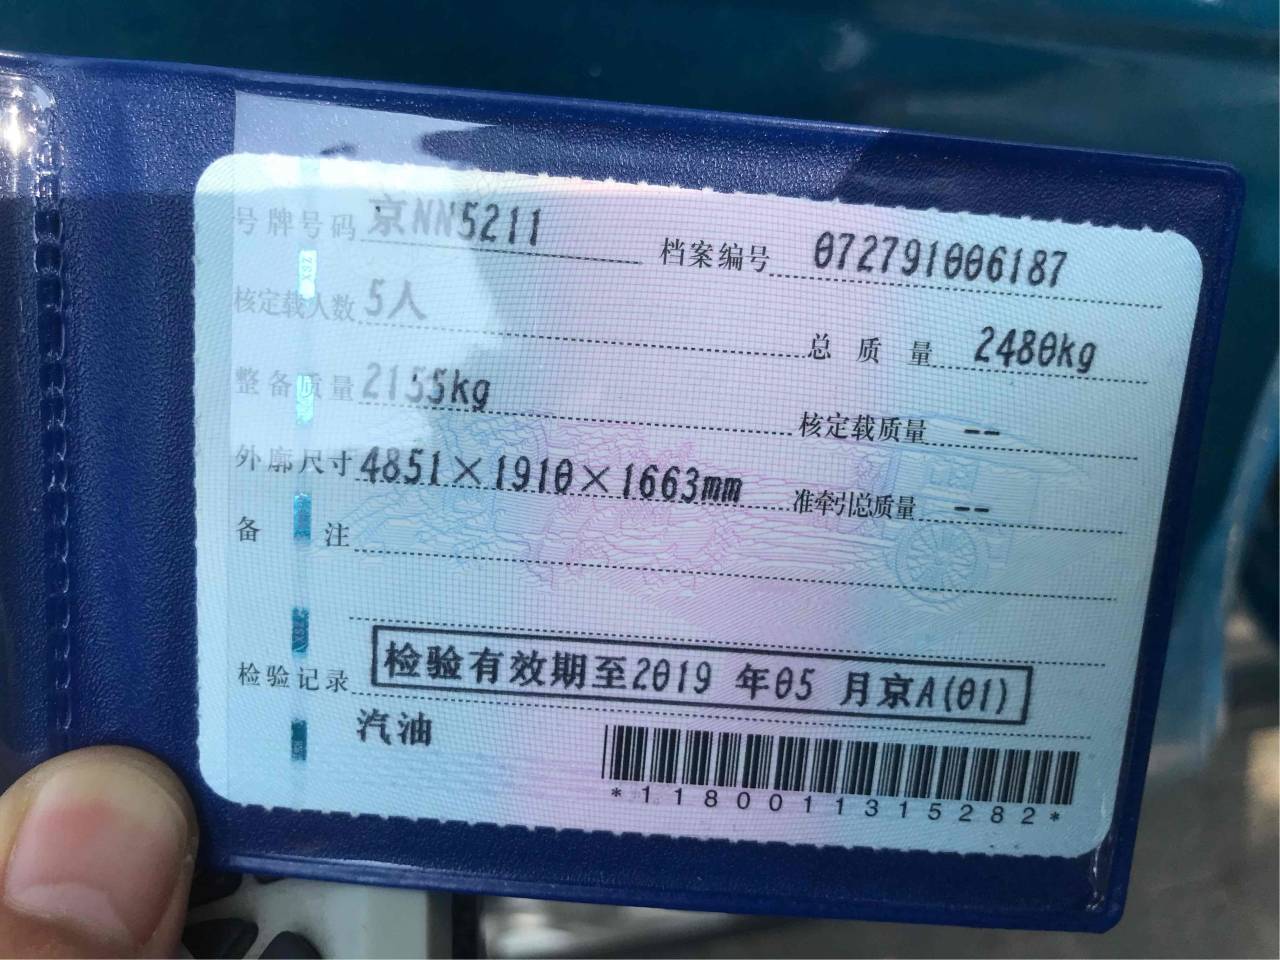 号牌号码 京NN5211 档案编号 072791006187
核定载人数 5人 总质量 2480kg
整备质量 2155kg 核定载质量 --
外廓尺寸 4851×1910×1663mm 准牵引总质量 --
备注
检验记录 检验有效期至2019 年05 月京A(01)
汽油
*1180011315282*